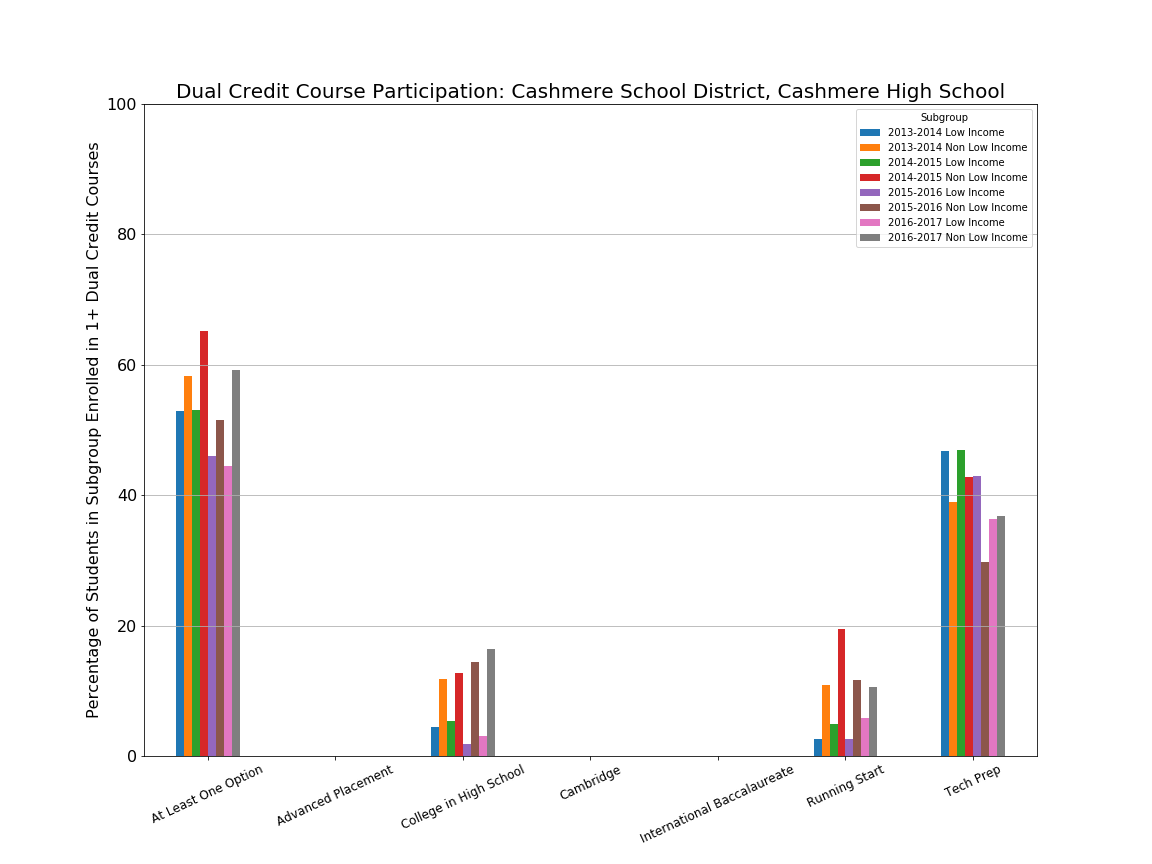 Dual Credit Course Participation: Cashmere School District, Cashmere High School
Percentage of Students in Subgroup Enrolled in 1+ Dual Credit Courses
100
80
60
40
20
0
Subgroup
2013-2014 Low Income
2013-2014 Non Low Income
2014-2015 Low Income
2014-2015 Non Low Income
2015-2016 Low Income
2015-2016 Non Low Income
2016-2017 Low Income
2016-2017 Non Low Income
At Least One Option
Advanced Placement
College in High School
Cambridge
International Baccalaureate
Running Start
Tech Prep